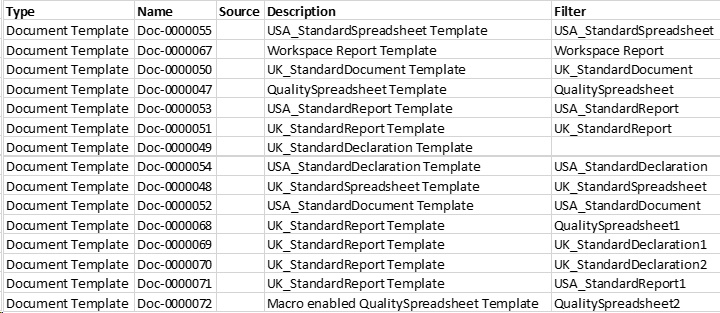 Type Name Source Description Filter
Document Template Doc-0000055 USA_StandardSpreadsheet Template USA_StandardSpreadsheet
Document Template Doc-0000067 Workspace Report Template Workspace Report
Document Template Doc-0000050 UK_StandardDocument Template UK_StandardDocument
Document Template Doc-0000047 QualitySpreadsheet Template QualitySpreadsheet
Document Template Doc-0000053 USA_StandardReport Template USA_StandardReport
Document Template Doc-0000051 UK_StandardReport Template UK_StandardReport
Document Template Doc-0000049 UK_StandardDeclaration Template
Document Template Doc-0000054 USA_StandardDeclaration Template USA_StandardDeclaration
Document Template Doc-0000048 UK_StandardSpreadsheet Template UK_StandardSpreadsheet
Document Template Doc-0000052 USA_StandardDocument Template USA_StandardDocument
Document Template Doc-0000068 UK_StandardReport Template QualitySpreadsheet1
Document Template Doc-0000069 UK_StandardReport Template UK_StandardDeclaration1
Document Template Doc-0000070 UK_StandardReport Template UK_StandardDeclaration2
Document Template Doc-0000071 UK_StandardReport Template USA_StandardReport1
Document Template Doc-0000072 Macro enabled QualitySpreadsheet Template QualitySpreadsheet2